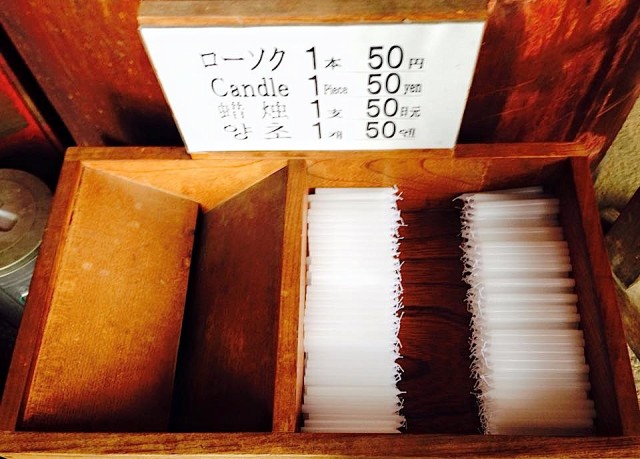 ローソク 1本 50円
Candle 1Piece 50yen
蜡 烛 1支 50日元
양초 1개 50엔